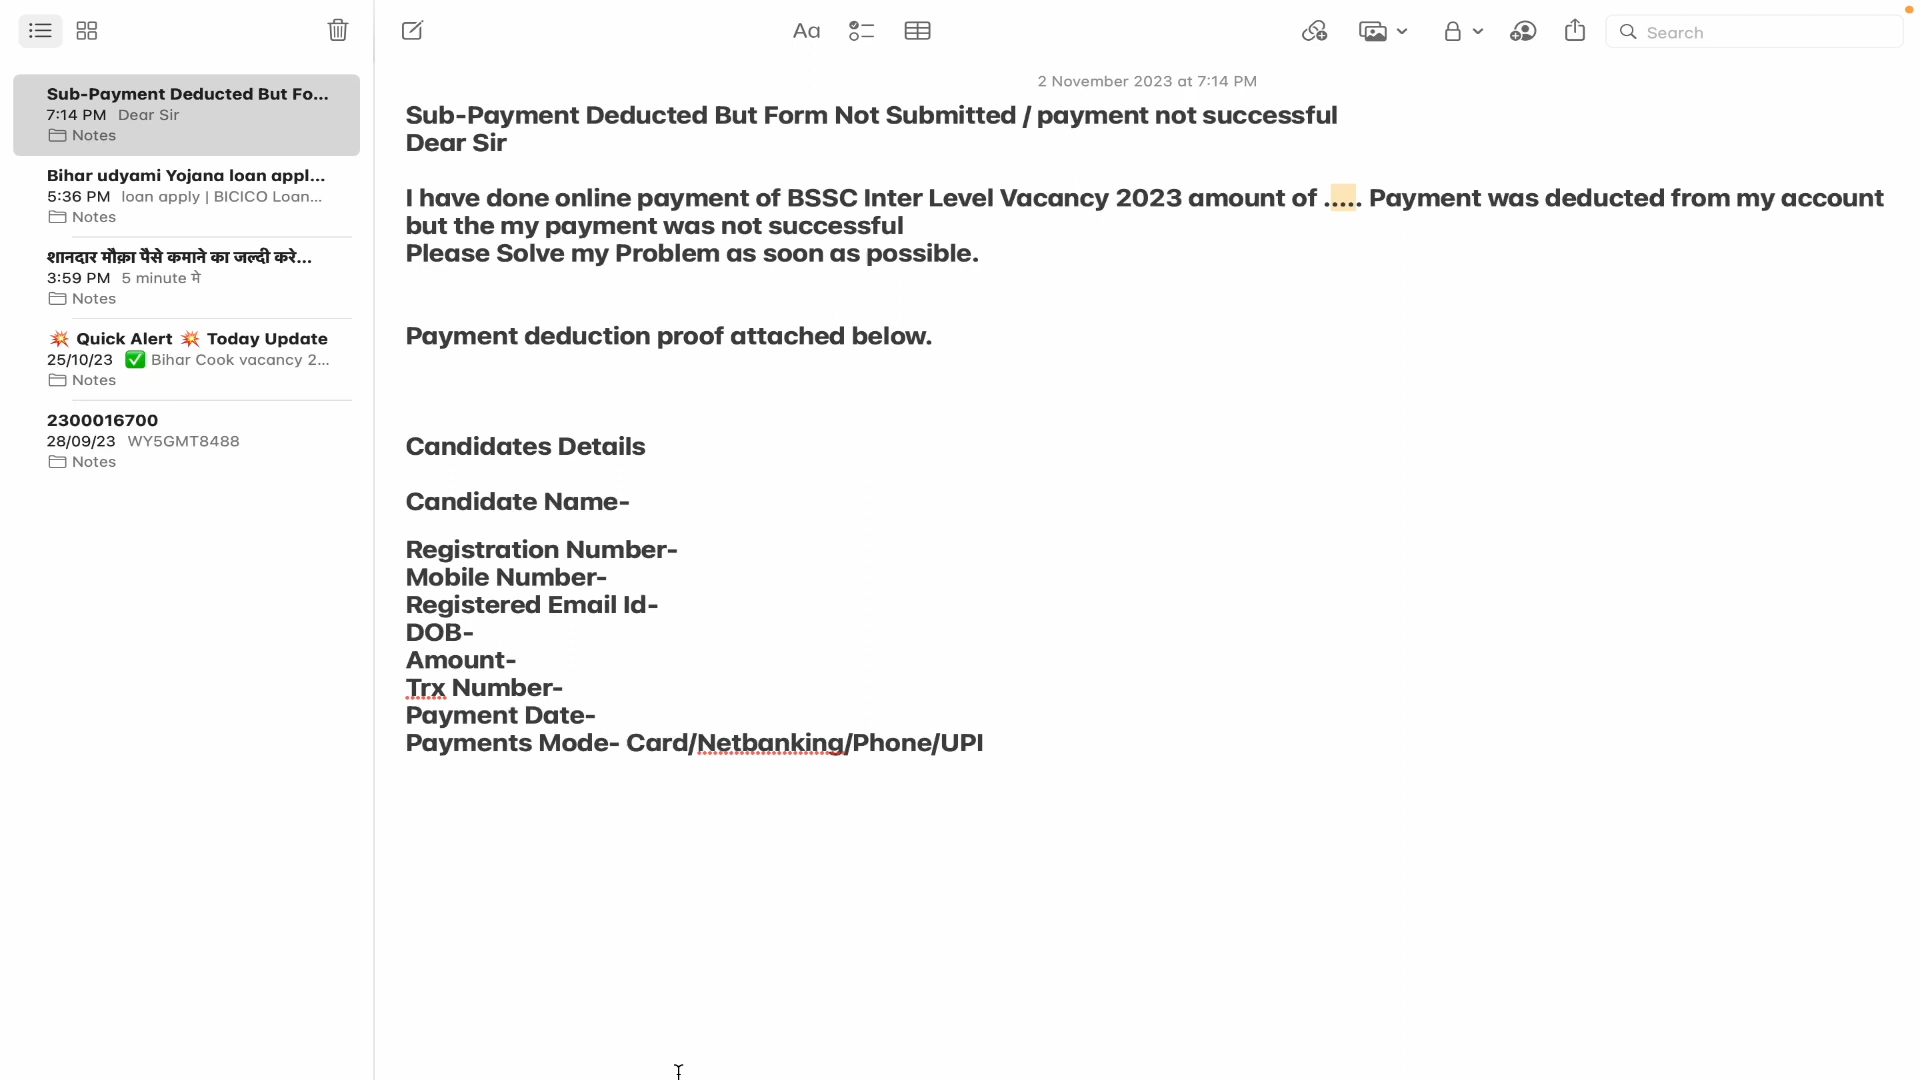 Search
Sub-Payment Deducted But Fo...
7:14 PM Dear Sir
Notes
Bihar udyami Yojana loan appl...
5:36 PM loan apply | BICICO Loan...
Notes
शानदार मौक़ा पैसे कमाने का जल्दी करे...
3:59 PM 5 minute मे
Notes
💥 Quick Alert 💥 Today Update
25/10/23 ✅ Bihar Cook vacancy 2...
Notes
2300016700
28/09/23 WY5GMT8488
Notes
Aa
2 November 2023 at 7:14 PM
Sub-Payment Deducted But Form Not Submitted / payment not successful
Dear Sir
I have done online payment of BSSC Inter Level Vacancy 2023 amount of ..... Payment was deducted from my account
but the my payment was not successful
Please Solve my Problem as soon as possible.
Payment deduction proof attached below.
Candidates Details
Candidate Name-
Registration Number-
Mobile Number-
Registered Email Id-
DOB-
Amount-
Trx Number-
Payment Date-
Payments Mode- Card/Netbanking/Phone/UPI